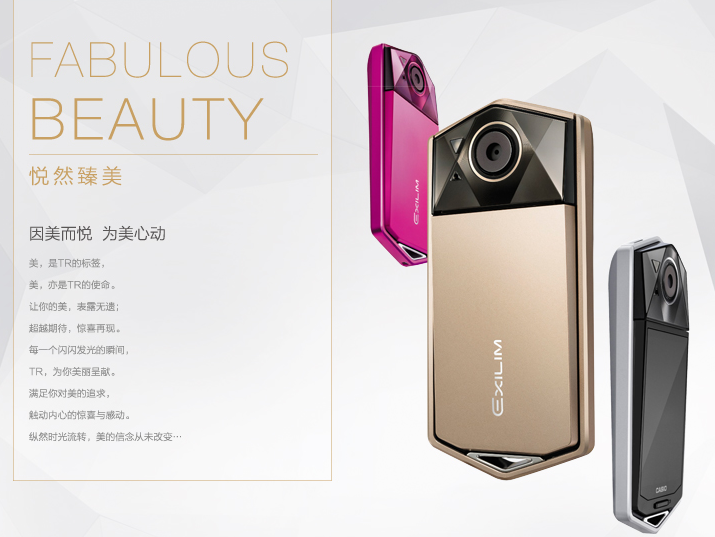 FABULOUS
BEAUTY
悦然臻美
因美而悦 为美心动
美，是TR的标签，
美，亦是TR的使命。
让你的美，表露无遗；
超越期待，惊喜再现。
每一个闪闪发光的瞬间，
TR，为你美丽呈献。
满足你对美的追求，
触动内心的惊喜与感动。
纵然时光流转，美的信念从未改变…
EXILIM
EXILIM
CASIO